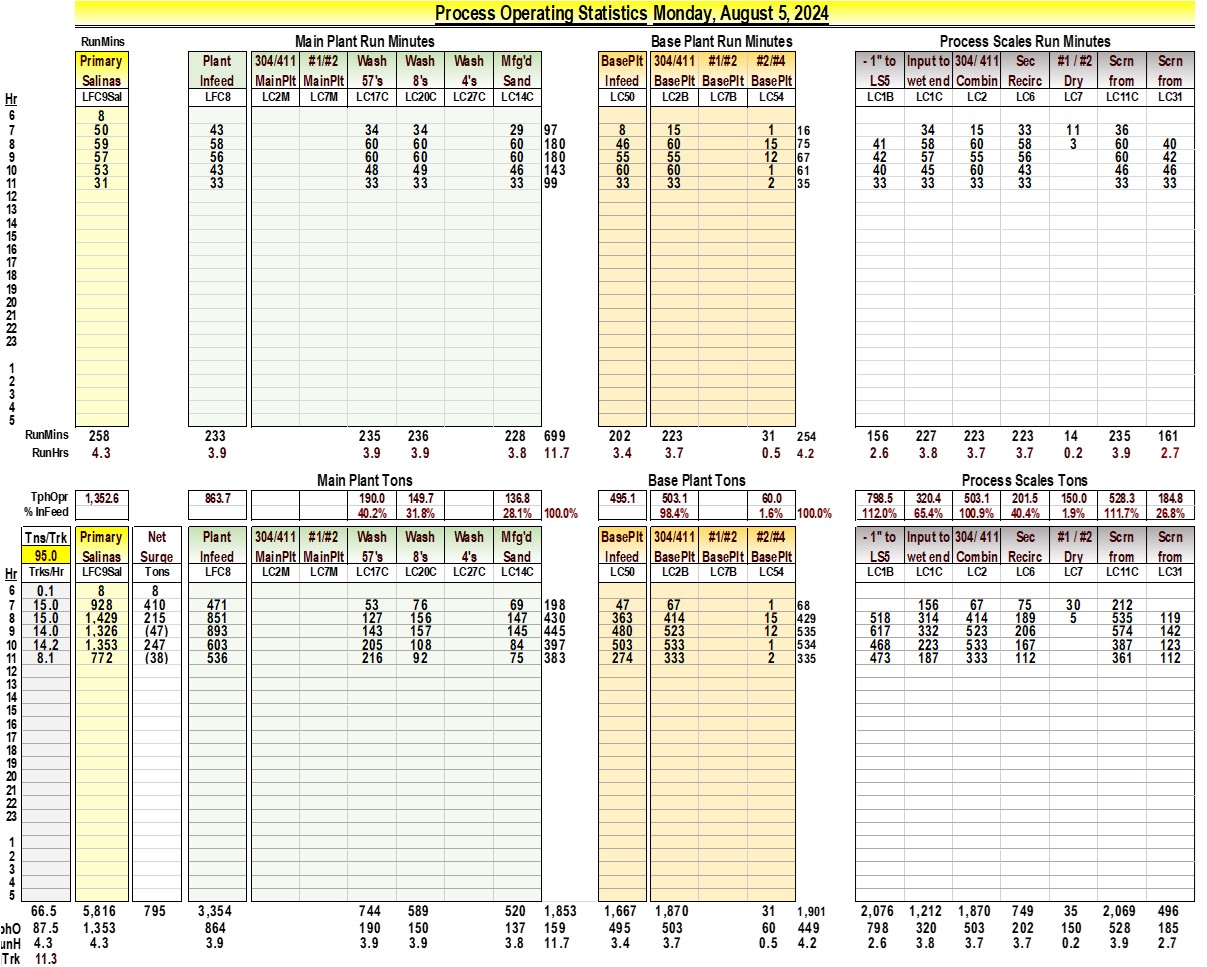 Process Operating Statistics Monday, August 5, 2024
RunMins Main Plant Run Minutes Base Plant Run Minutes Process Scales Run Minutes
Primary Plant 304/411 #1/#2 Wash Wash Wash Mfg'd BasePlt 304/411 #1/#2 #2/#4 - 1" to Input to 304/ 411 Sec #1 / #2 Scrn Scrn
Salinas Infeed MainPlt MainPlt 57's 8's 4's Sand Infeed BasePlt BasePlt BasePlt LS5 wet end Combin Recirc Dry from from
Hr LFC9Sal LFC8 LC2M LC7M LC17C LC20C LC27C LC14C LC50 LC2B LC7B LC54 LC1B LC1C LC2 LC6 LC7 LC11C LC31
6 8
7 50 43 34 34 29 97 8 15 1 16 34 15 33 11 36
8 59 58 60 60 60 180 46 60 15 75 41 58 60 58 3 60 40
9 57 56 60 60 60 180 55 55 12 67 42 57 55 56 60 42
10 53 43 48 49 46 143 60 60 1 61 40 45 60 43 46 46
11 31 33 33 33 33 99 33 33 2 35 33 33 33 33 33 33
12
13
14
15
16
17
18
19
20
21
22
23
1
2
3
4
5
RunMins 258 233 235 236 228 699 202 223 31 254 156 227 223 223 14 235 161
RunHrs 4.3 3.9 3.9 3.9 3.8 11.7 3.4 3.7 0.5 4.2 2.6 3.8 3.7 3.7 0.2 3.9 2.7
Main Plant Tons Base Plant Tons Process Scales Tons
TphOpr 1,352.6 863.7 190.0 149.7 136.8 495.1 503.1 60.0 798.5 320.4 503.1 201.5 150.0 528.3 184.8
% InFeed 40.2% 31.8% 28.1% 100.0% 98.4% 1.6% 100.0% 112.0% 65.4% 100.9% 40.4% 1.9% 111.7% 26.8%
Tns/Trk Primary Net Plant 304/411 #1/#2 Wash Wash Wash Mfg'd BasePlt 304/411 #1/#2 #2/#4 - 1" to Input to 304/ 411 Sec #1 / #2 Scrn Scrn
95.0 Salinas Surge Infeed MainPlt MainPlt 57's 8's 4's Sand Infeed BasePlt BasePlt BasePlt LS5 wet end Combin Recirc Dry from from
Hr Trks/Hr LFC9Sal Tons LFC8 LC2M LC7M LC17C LC20C LC27C LC14C LC50 LC2B LC7B LC54 LC1B LC1C LC2 LC6 LC7 LC11C LC31
6 0.1 8 8
7 15.0 928 410 471 53 76 69 198 47 67 1 68 156 67 75 30 212
8 15.0 1,429 215 851 127 156 147 430 363 414 15 429 518 314 414 189 5 535 119
9 14.0 1,326 (47) 893 143 157 145 445 480 523 12 535 617 332 523 206 574 142
10 14.2 1,353 247 603 205 108 84 397 503 533 1 534 468 223 533 167 387 123
11 8.1 772 (38) 536 216 92 75 383 274 333 2 335 473 187 333 112 361 112
12
13
14
15
16
17
18
19
20
21
22
23
1
2
3
4
5
66.5 5,816 795 3,354 744 589 520 1,853 1,667 1,870 31 1,901 2,076 1,212 1,870 749 35 2,069 496
phO 87.5 1,353 864 190 150 137 159 495 503 60 449 798 320 503 202 150 528 185
unH 4.3 4.3 3.9 3.9 3.9 3.8 11.7 3.4 3.7 0.5 4.2 2.6 3.8 3.7 3.7 0.2 3.9 2.7
Trk 11.3